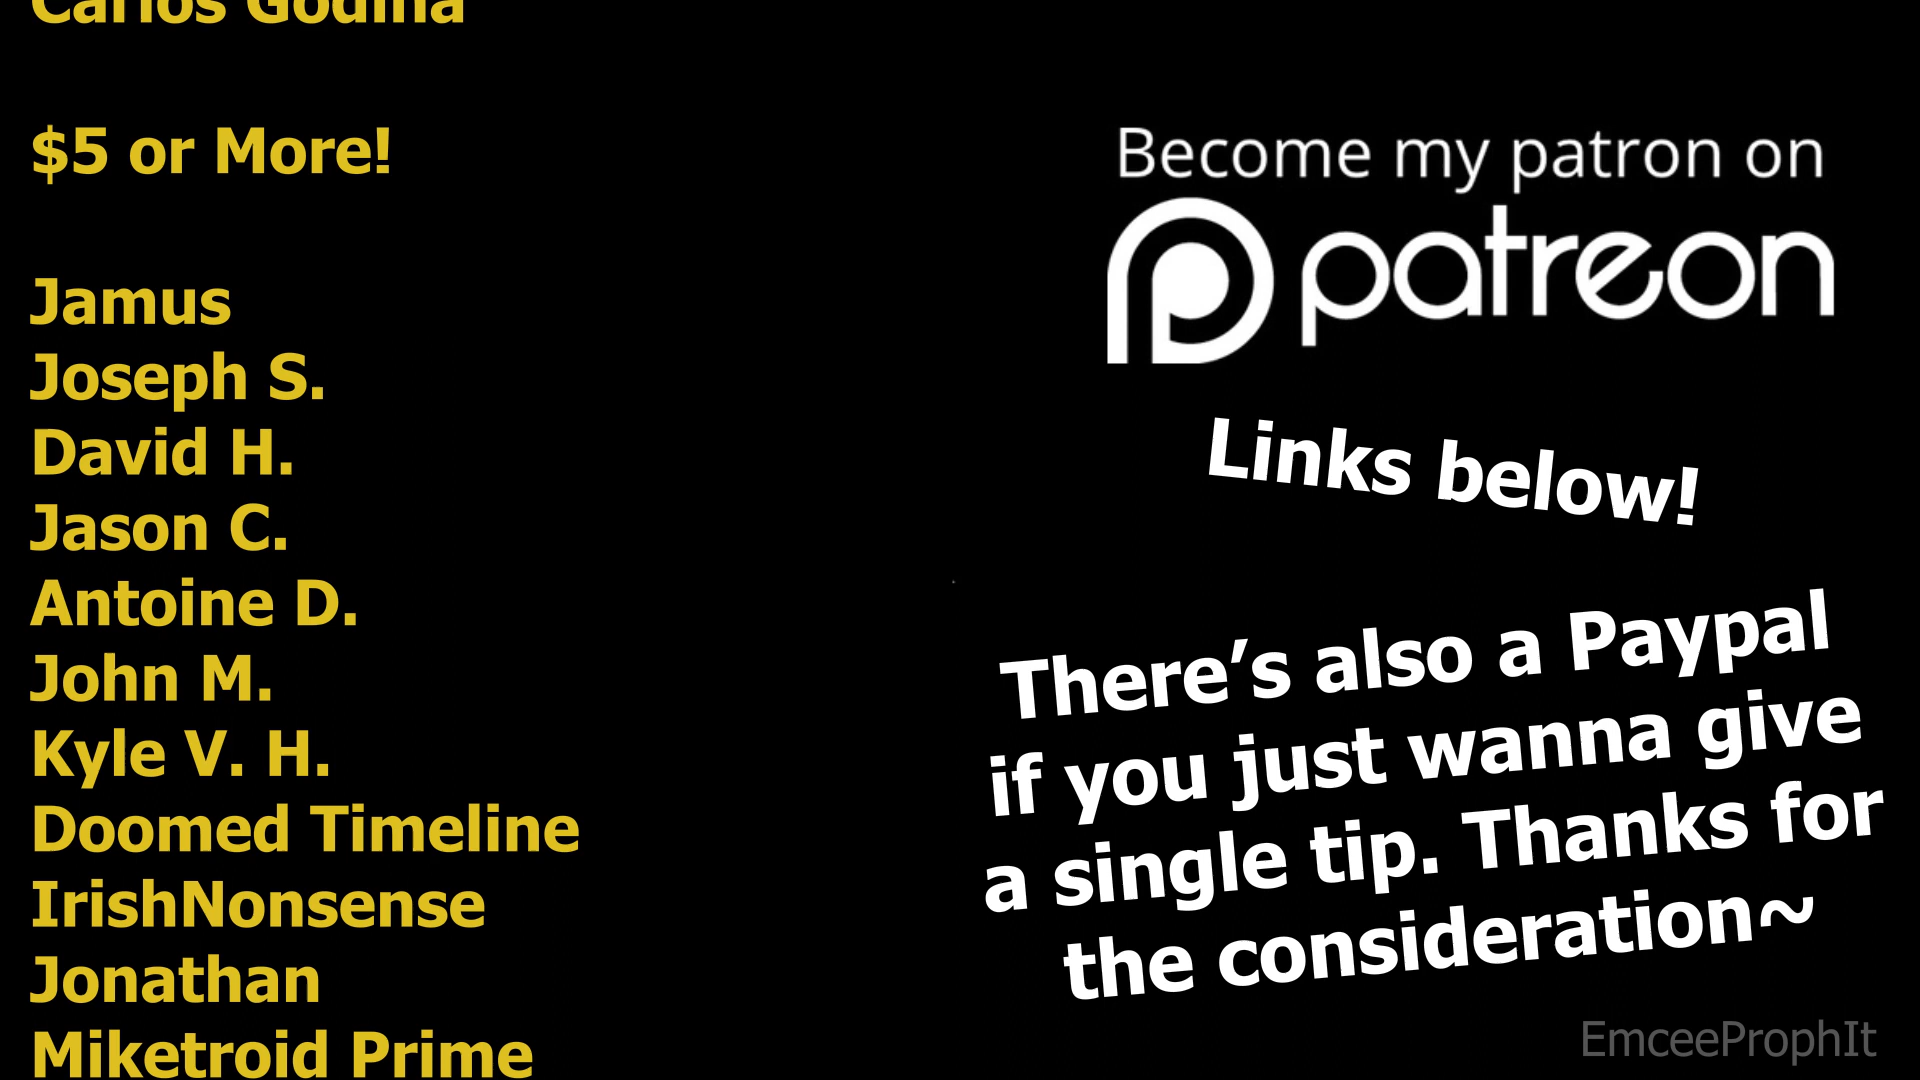 Carlos Godina
$5 or More!
Jamus
Joseph S.
David H.
Jason C.
Antoine D.
John M.
Kyle V. H.
Doomed Timeline
IrishNonsense
Jonathan
Miketroid Prime
Become my patron on
patreon
Links below!
There’s also a Paypal
if you just wanna give
a single tip. Thanks for
the consideration~
EmceeProphIt